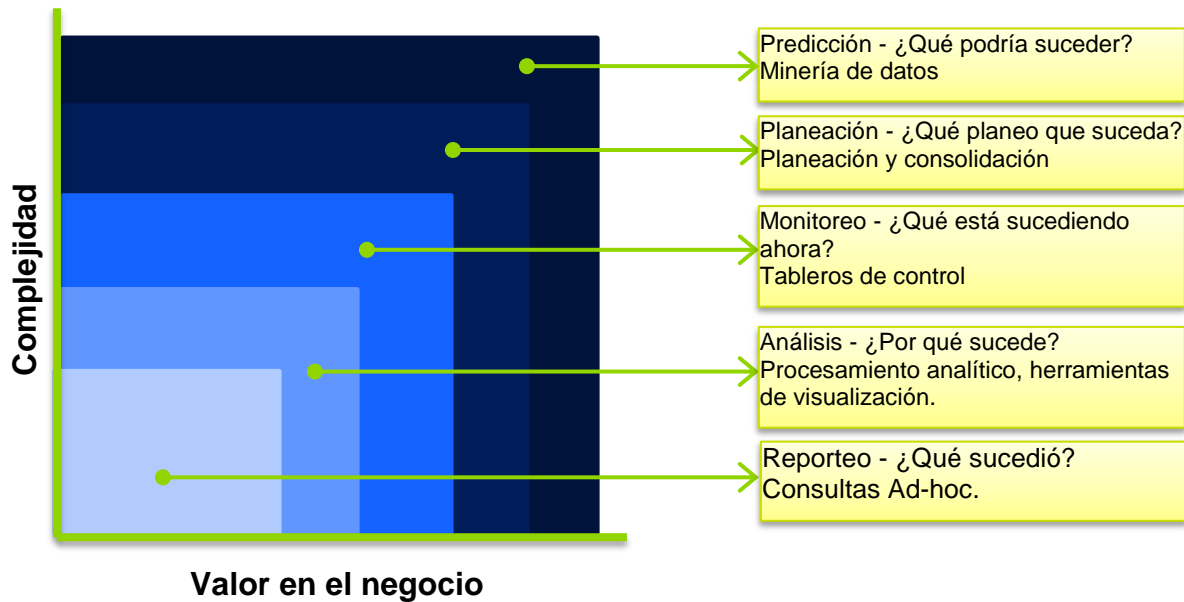 Predicción - ¿Qué podría suceder?
Minería de datos
Planeación - ¿Qué planeo que suceda?
Planeación y consolidación
Monitoreo - ¿Qué está sucediendo
ahora?
Tableros de control
Análisis - ¿Por qué sucede?
Procesamiento analítico, herramientas
de visualización.
Reporteo - ¿Qué sucedió?
Consultas Ad-hoc.
Complejidad
Valor en el negocio